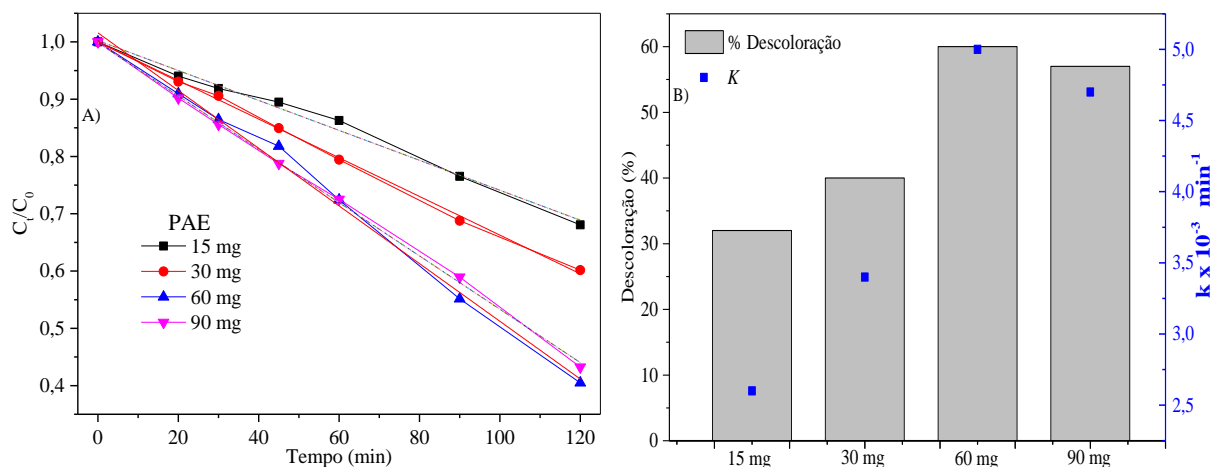 A)
C_t/C_0
1,0
0,9
0,8
0,7
0,6
0,5
0,4
PAE
15 mg
30 mg
60 mg
90 mg
0 20 40 60 80 100 120
Tempo (min)
B)
Descoloração (%)
60
50
40
30
20
10
0
% Descoloração
K
15 mg 30 mg 60 mg 90 mg
5,0
4,5
4,0
3,5
3,0
2,5
k x 10⁻³ min⁻¹